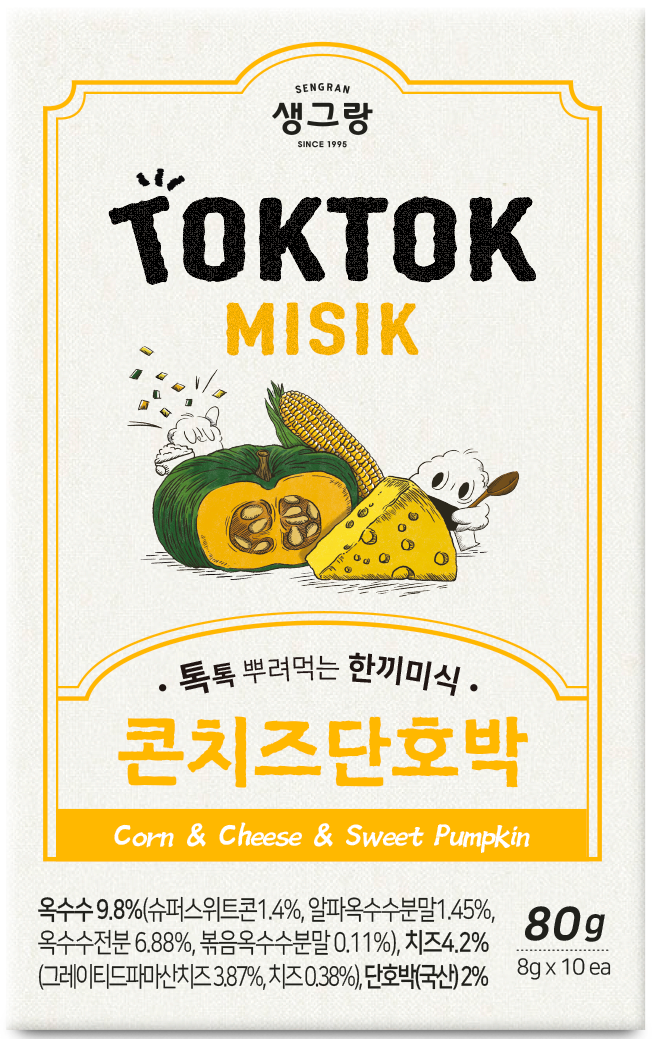 SENGRAN
생그랑
SINCE 1995
TOKTOK
MISIK
· 톡톡 뿌려먹는 한끼미식 ·
콘치즈단호박
Corn & Cheese & Sweet Pumpkin
옥수수 9.8%(슈퍼스위트콘1.4%, 알파옥수수분말1.45%,
옥수수전분 6.88%, 볶음옥수수분말 0.11%), 치즈4.2%
(그레이티드파마산치즈 3.87%, 치즈 0.38%), 단호박(국산) 2%
80g
8g x 10 ea